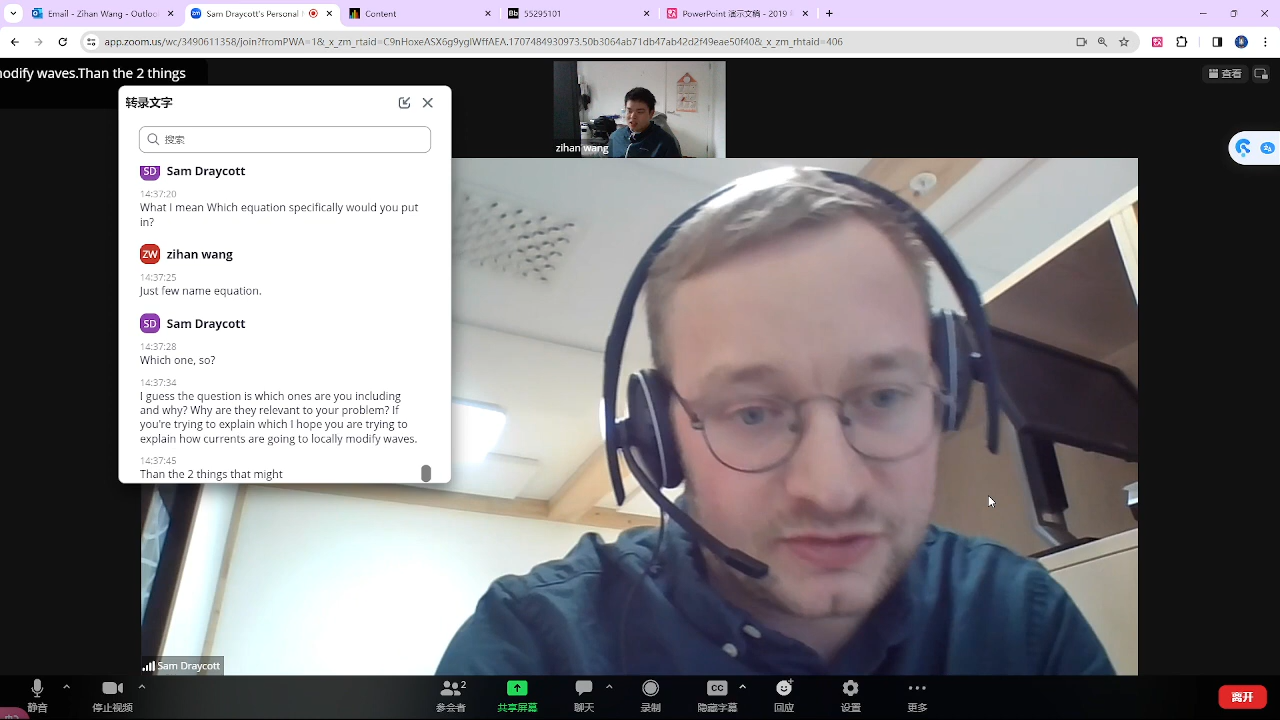 Email - Zihan Wang - Outloo
Sam Draycott's Personal
Content
55295101
PowerPoint 演示文稿 - 2019
app.zoom.us/wc/3490611358/join?fromPWA=1&_x_zm_rtaid=C9nHoxeASX6g9yglWffAEA.1707484930973.50b3064ab71db47ab42d2f49eae50f40&_x_zm_rhtaid=406
nodify waves.Than the 2 things
查看
zihan wang
转录文字
搜索
SD Sam Draycott
14:37:20
What I mean Which equation specifically would you put
in?
ZW zihan wang
14:37:25
Just few name equation.
SD Sam Draycott
14:37:28
Which one, so?
14:37:34
I guess the question is which ones are you including
and why? Why are they relevant to your problem? If
you're trying to explain which I hope you are trying to
explain how currents are going to locally modify waves.
14:37:45
Than the 2 things that might
Sam Draycott
静音
停止视频
2
参会者
共享屏幕
聊天
录制
CC
隐藏字幕
回应
设置
更多
离开